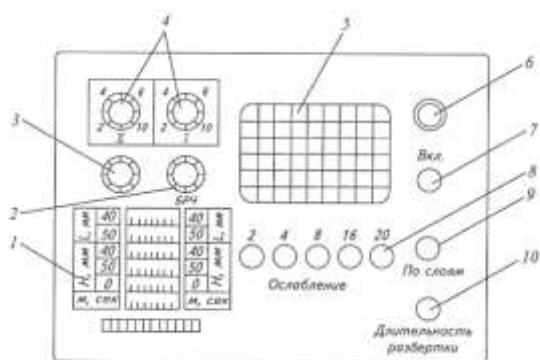 4
5
6
4 6 4 6
2 10 2 10
II I
3
Вкл.
7
2
БРЧ
8
1
L, мм 40 40 L, мм
50 50
H, мм 40 40 H, мм
50 50
0 0
м, сек м, сек
2 4 8 16 20
Ослабление
9
По слоям
10
Длительность
развертки